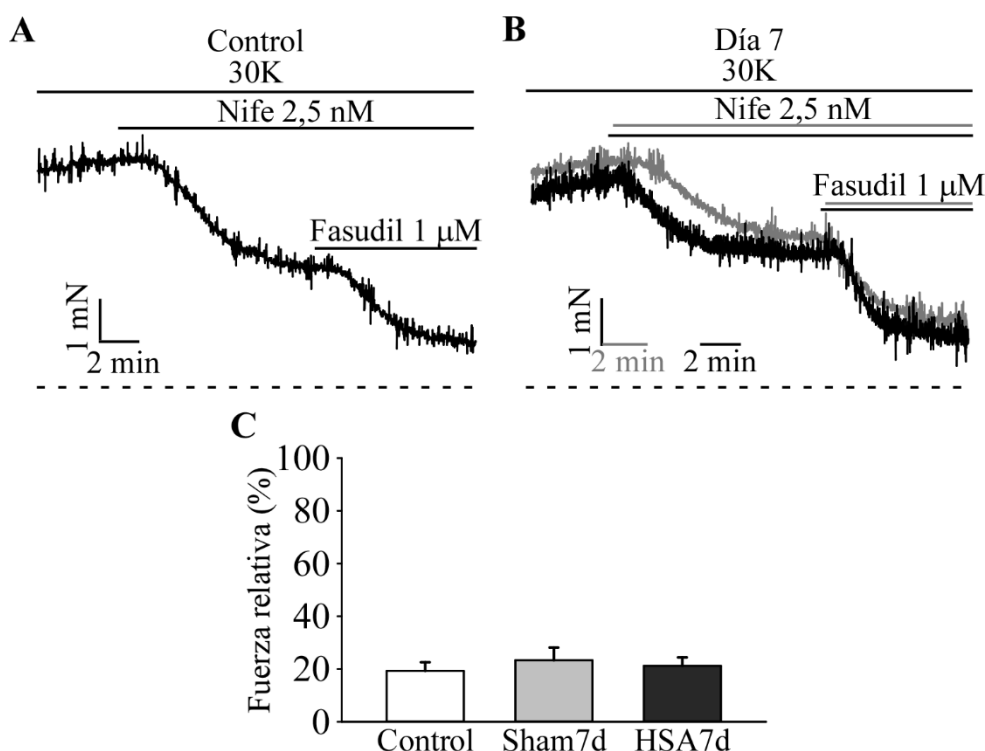 A
Control
30K
Nife 2,5 nM
Fasudil 1 μM
1 mN
2 min
B
Día 7
30K
Nife 2,5 nM
Fasudil 1 μM
1 mN
2 min 2 min
C
Fuerza relativa (%)
100
80
60
40
20
0
Control Sham7d HSA7d